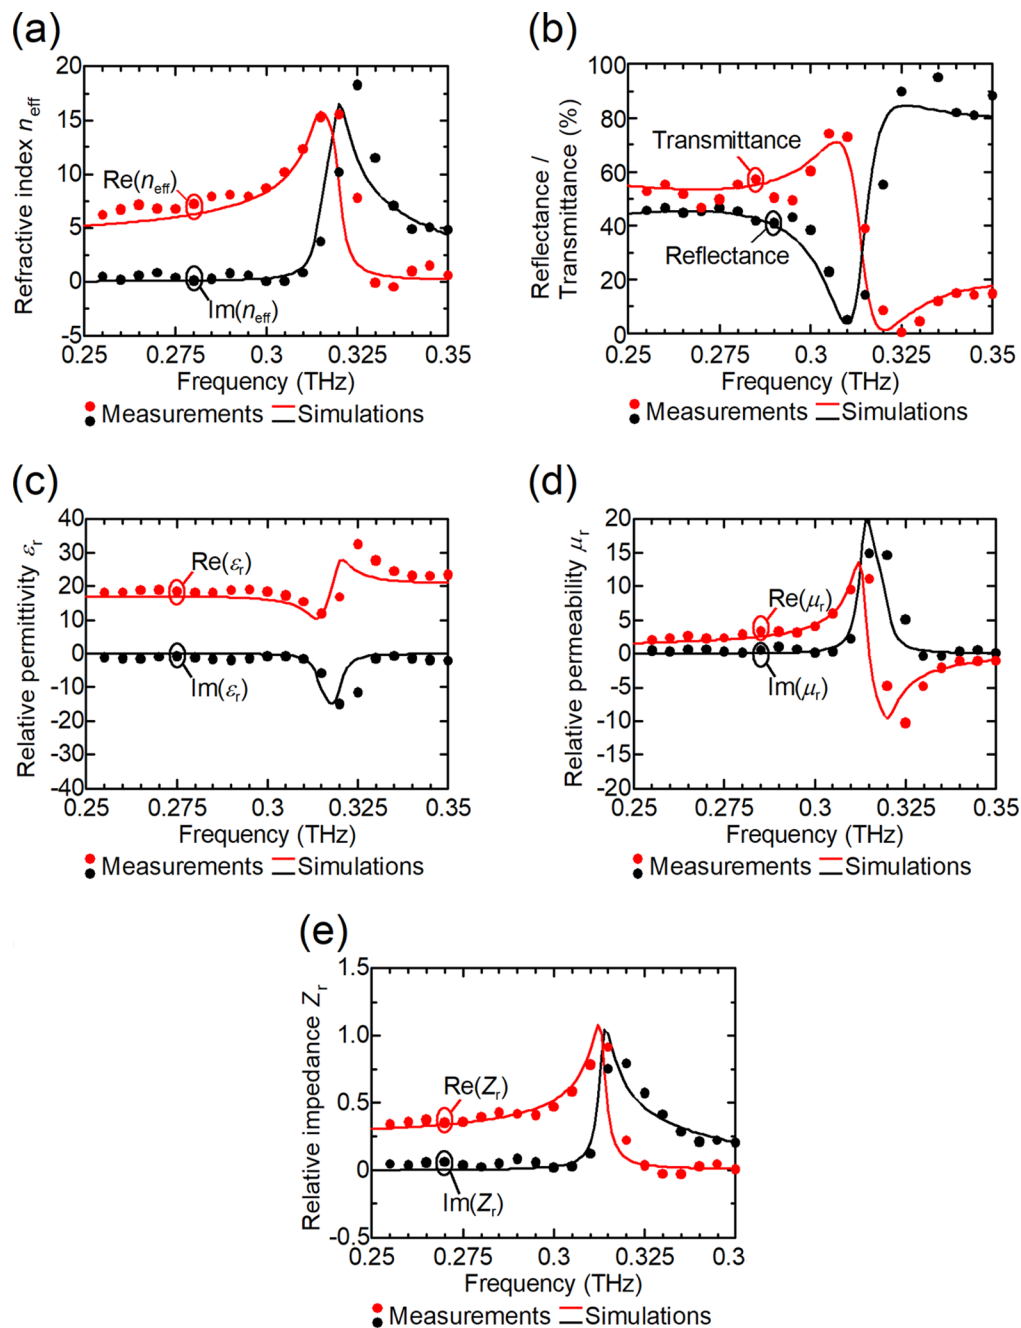 (a)
Refractive index n_eff
20
15
10
5
0
-5
Re(n_eff)
Im(n_eff)
0.25 0.275 0.3 0.325 0.35
Frequency (THz)
Measurements Simulations
(b)
Reflectance /
Transmittance (%)
100
80
60
40
20
0
Transmittance
Reflectance
0.25 0.275 0.3 0.325 0.35
Frequency (THz)
Measurements Simulations
(c)
Relative permittivity ε_r
40
30
20
10
0
-10
-20
-30
-40
Re(ε_r)
Im(ε_r)
0.25 0.275 0.3 0.325 0.35
Frequency (THz)
Measurements Simulations
(d)
Relative permeability μ_r
20
15
10
5
0
-5
-10
-15
-20
Re(μ_r)
Im(μ_r)
0.25 0.275 0.3 0.325 0.35
Frequency (THz)
Measurements Simulations
(e)
Relative impedance Z_r
1.5
1.0
0.5
0
-0.5
Re(Z_r)
Im(Z_r)
0.25 0.275 0.3 0.325 0.3
Frequency (THz)
Measurements Simulations